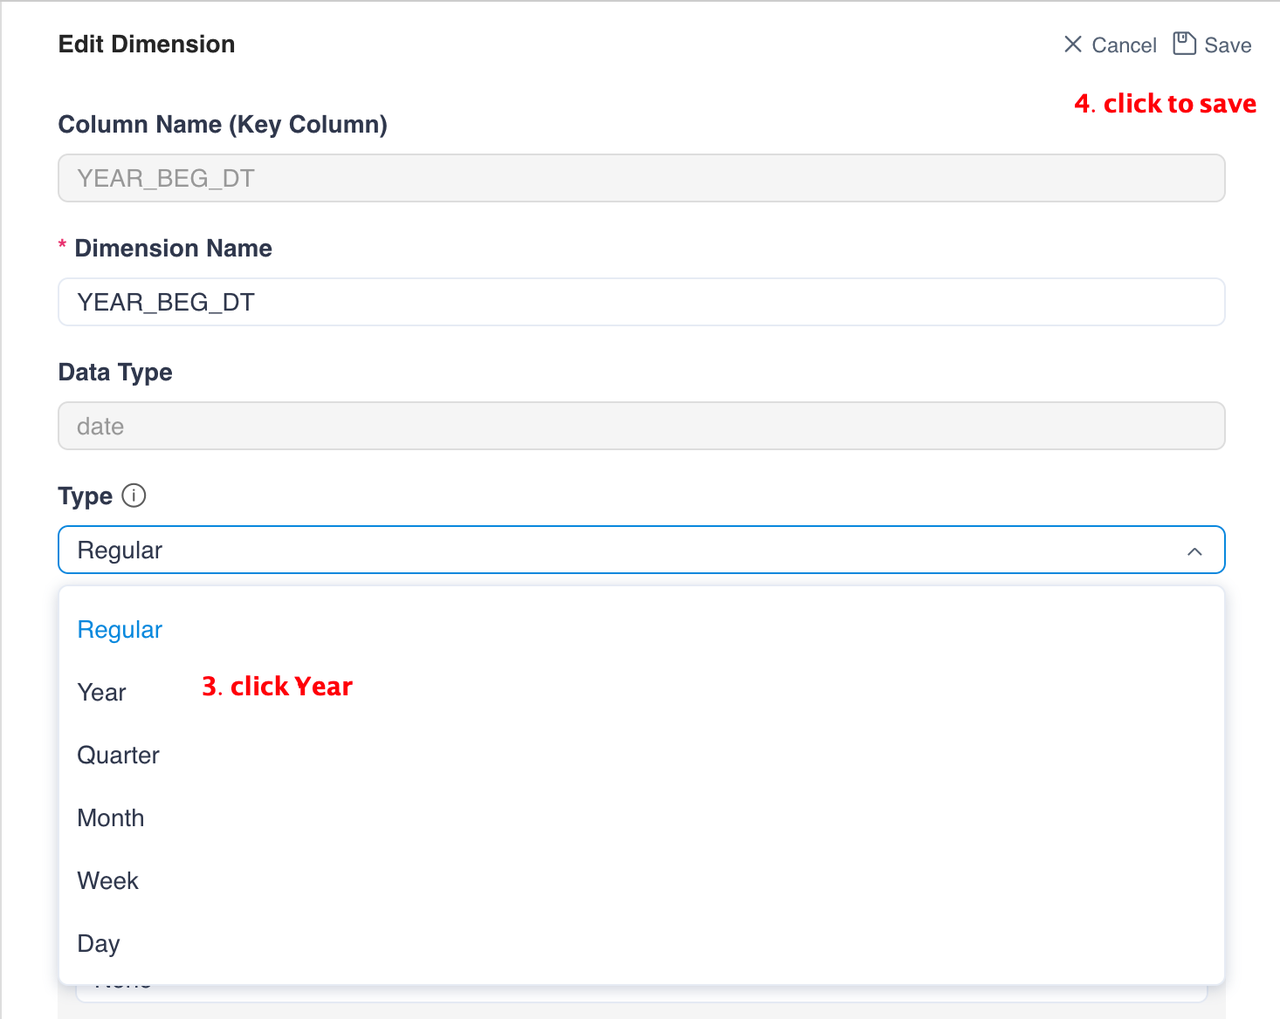 Edit Dimension
Cancel Save
4. click to save
Column Name (Key Column)
YEAR_BEG_DT
* Dimension Name
YEAR_BEG_DT
Data Type
date
Type
Regular
Regular
Year 3. click Year
Quarter
Month
Week
Day